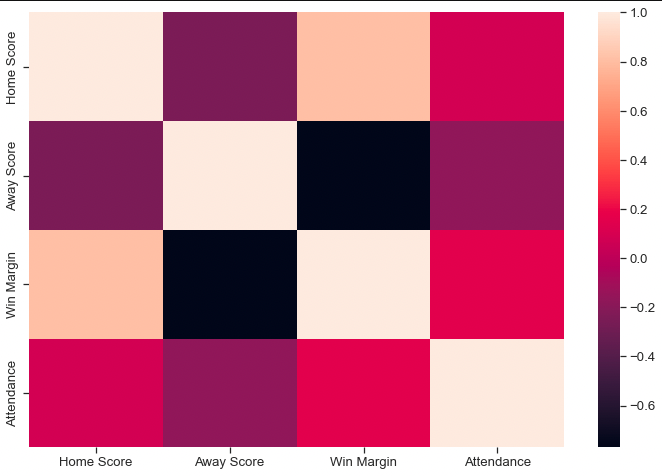 Home Score
Away Score
Win Margin
Attendance
Home Score
Away Score
Win Margin
Attendance
1.0
0.8
0.6
0.4
0.2
0.0
−0.2
−0.4
−0.6